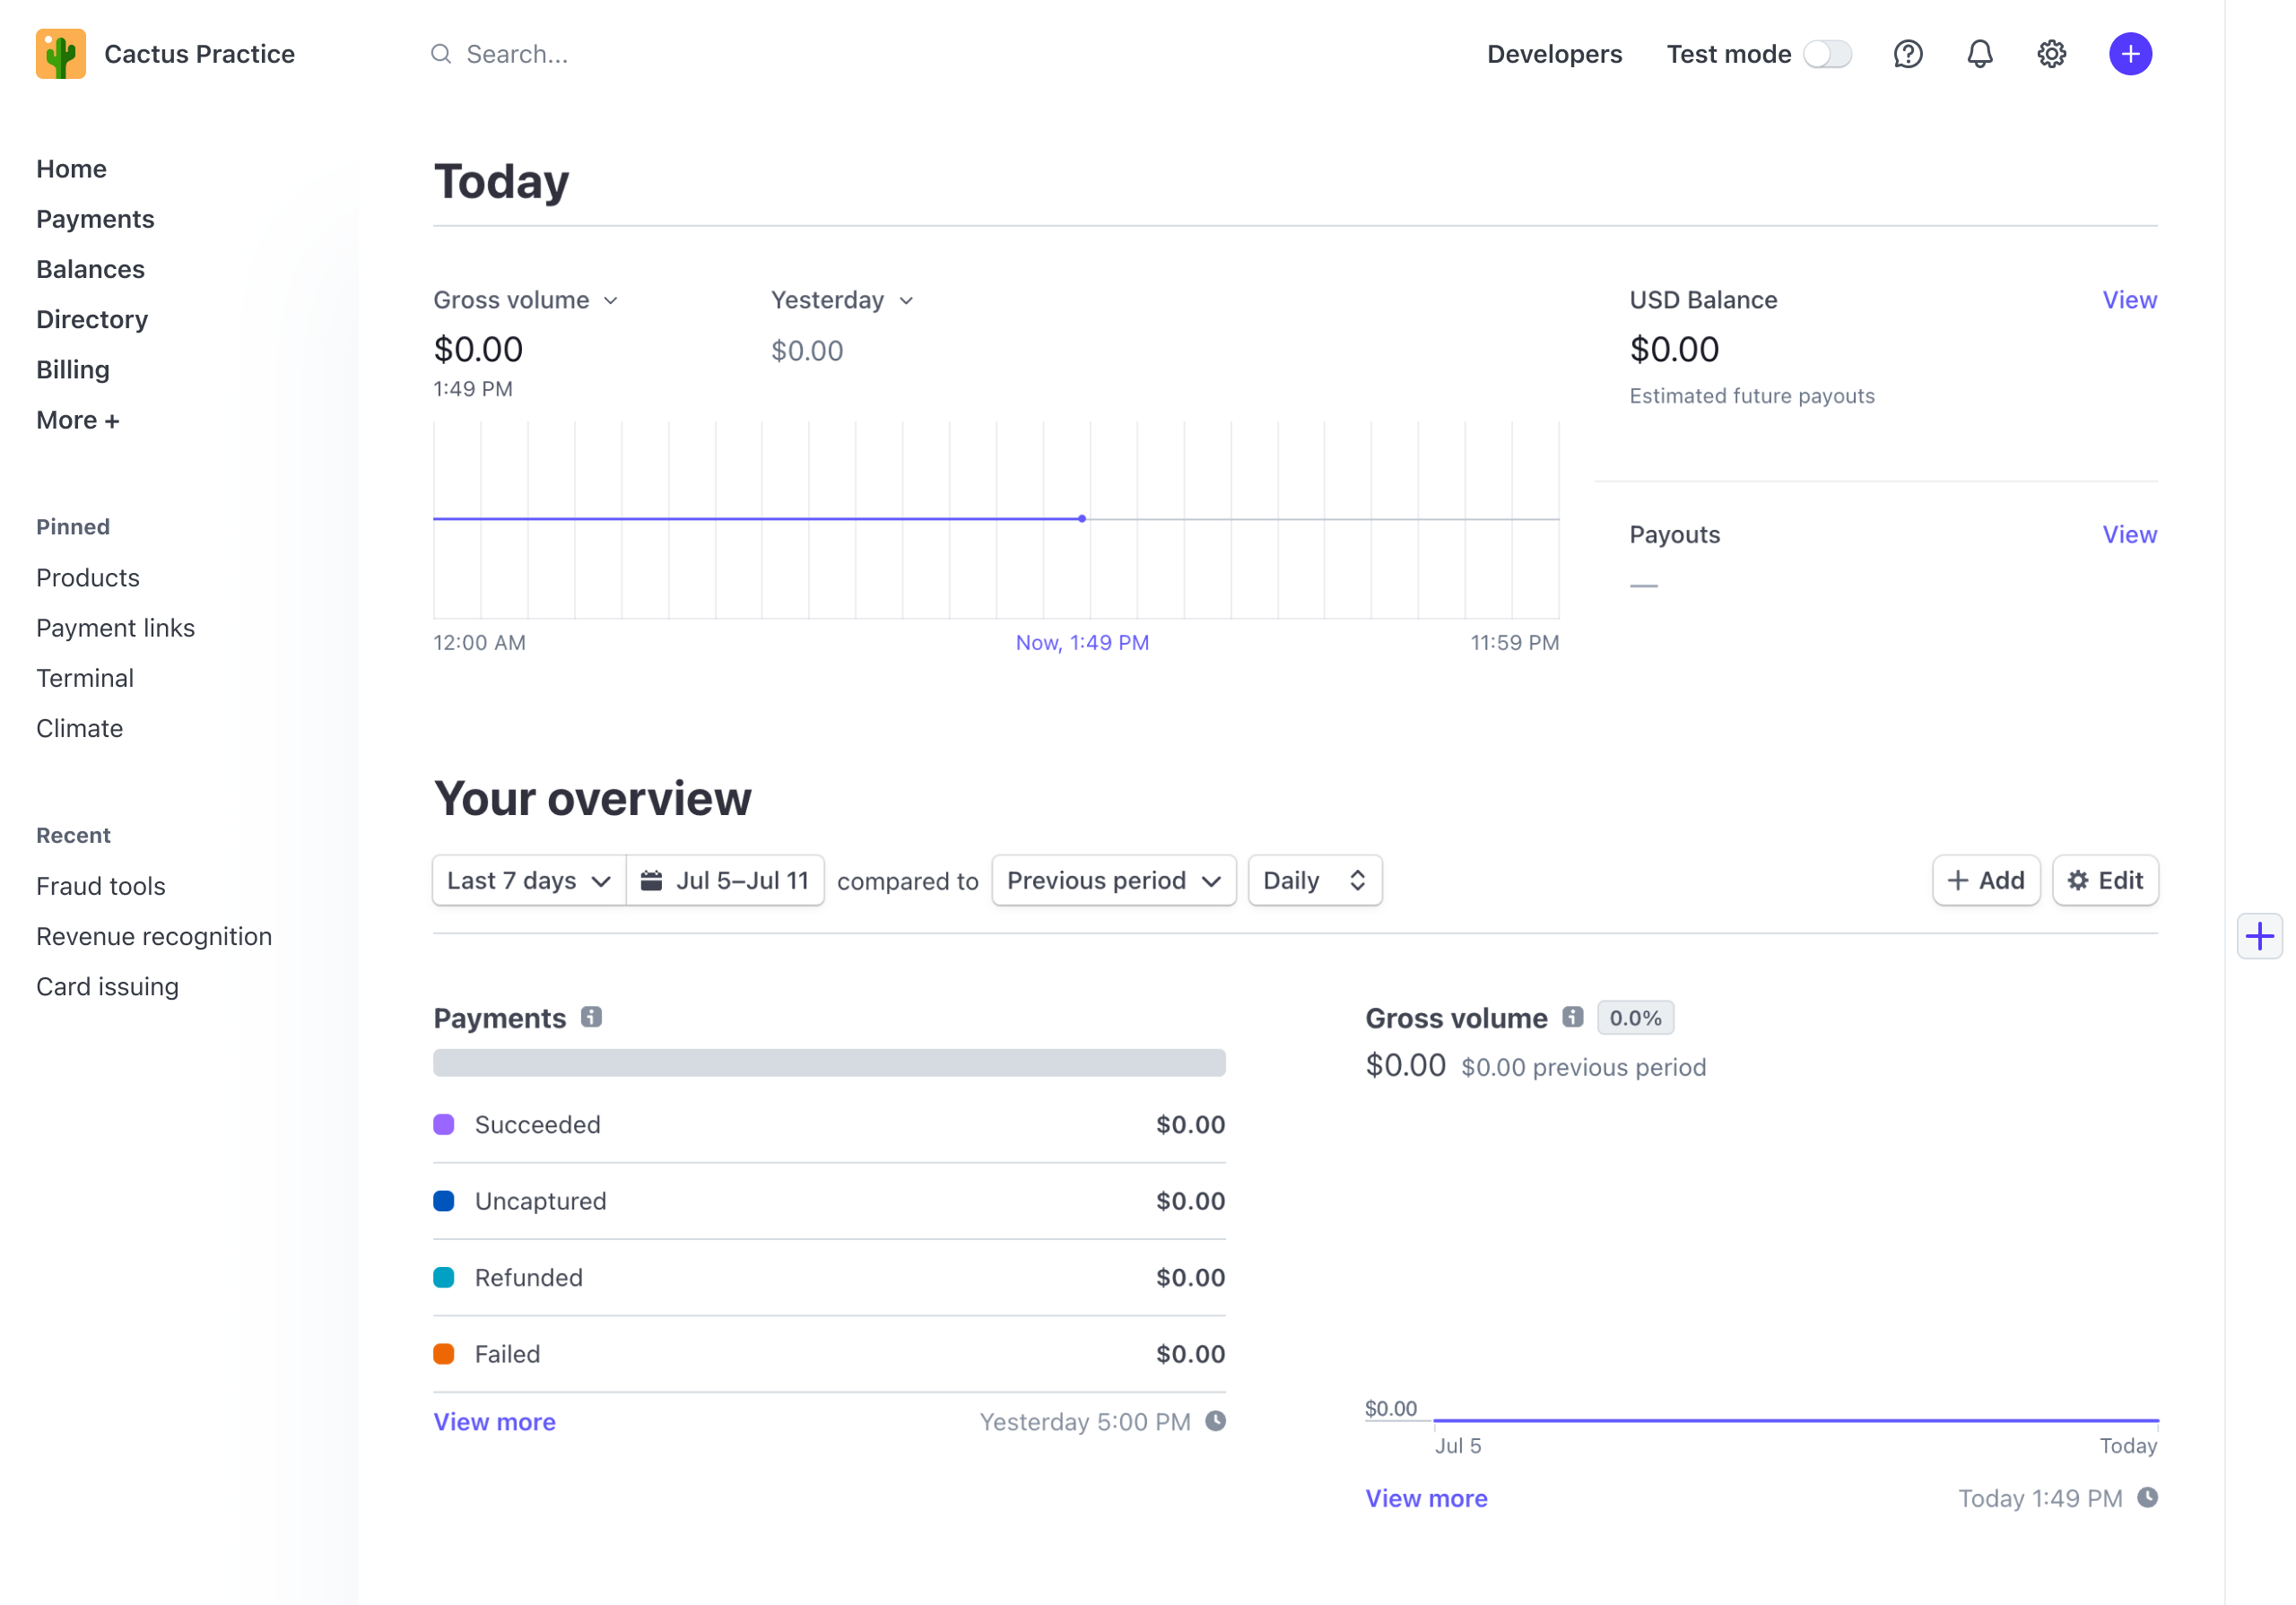 Cactus Practice
Search...
Developers
Test mode
Home
Payments
Balances
Directory
Billing
More +
Pinned
Products
Payment links
Terminal
Climate
Recent
Fraud tools
Revenue recognition
Card issuing
Today
Gross volume
$0.00
1:49 PM
Yesterday
$0.00
12:00 AM
Now, 1:49 PM
11:59 PM
USD Balance
View
$0.00
Estimated future payouts
Payouts
View
—
Your overview
Last 7 days
Jul 5–Jul 11
compared to
Previous period
Daily
+ Add
Edit
Payments
Succeeded $0.00
Uncaptured $0.00
Refunded $0.00
Failed $0.00
View more
Yesterday 5:00 PM
Gross volume
0.0%
$0.00 $0.00 previous period
$0.00
Jul 5
Today
View more
Today 1:49 PM